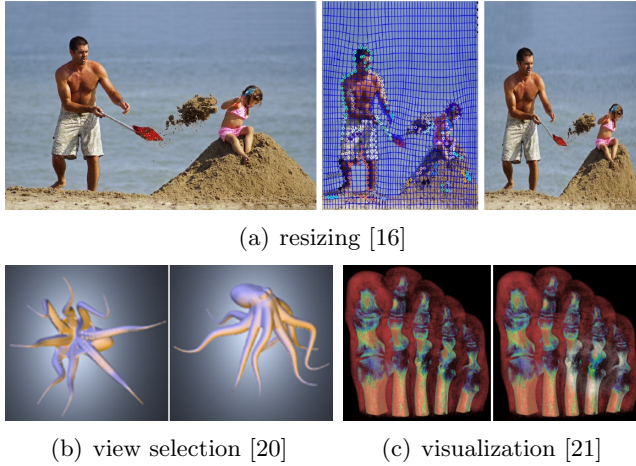 (a) resizing [16]
(b) view selection [20]
(c) visualization [21]